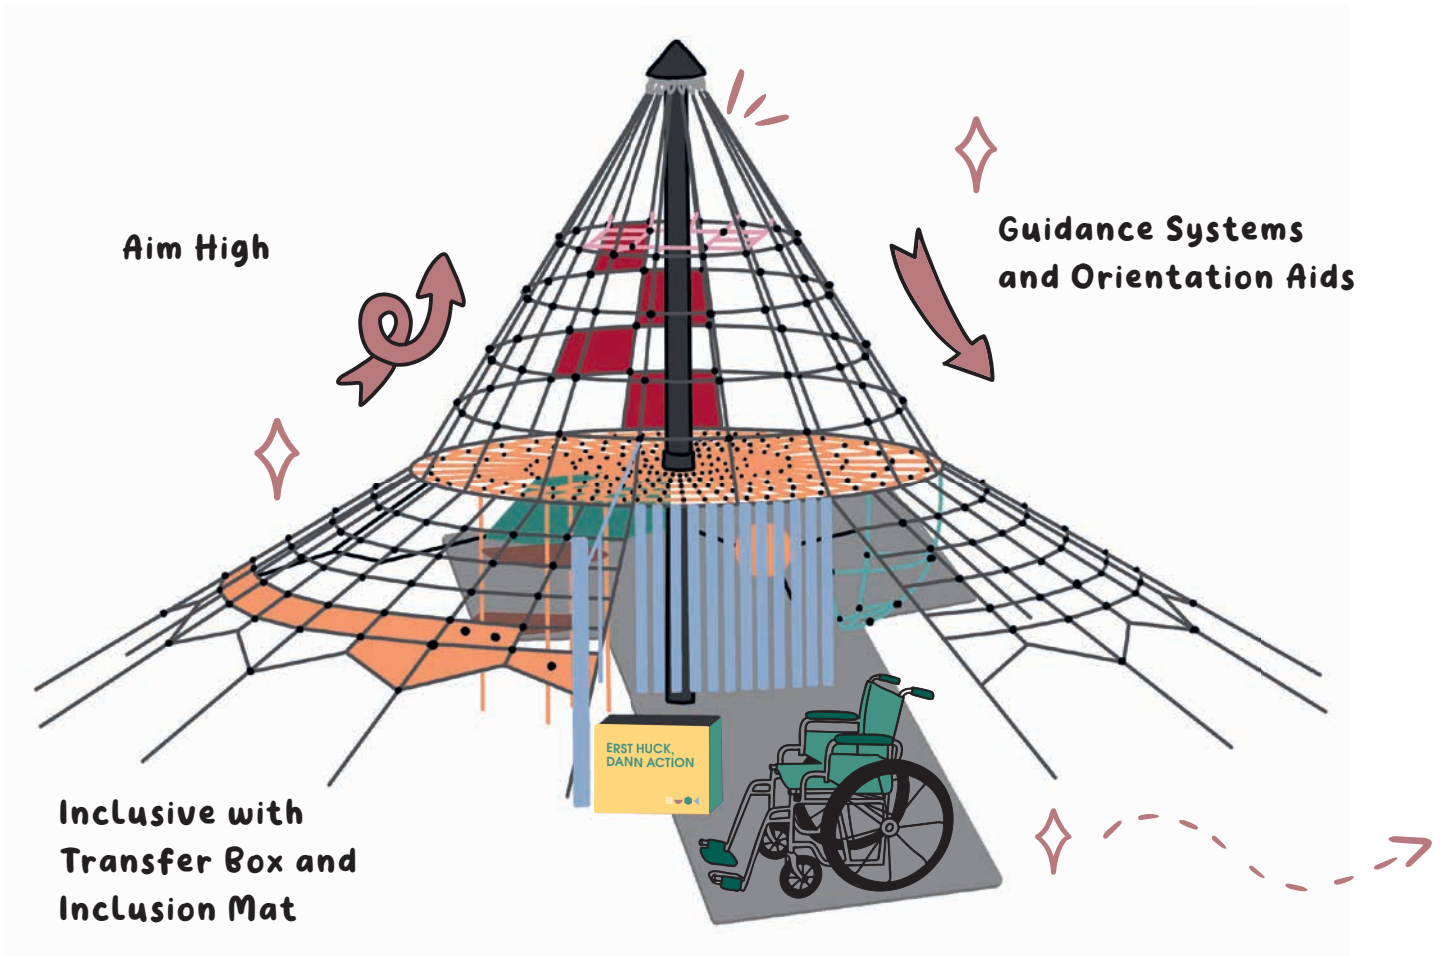 Aim High
Guidance Systems
and Orientation Aids
ERST HUCK,
DANN ACTION
Inclusive with
Transfer Box and
Inclusion Mat